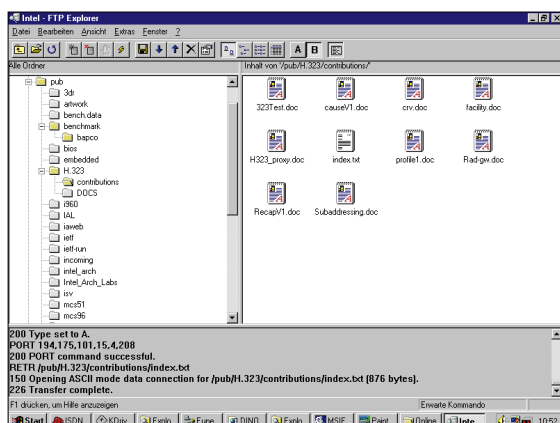 Intel - FTP Explorer
Datei Bearbeiten Ansicht Extras Fenster ?
A B
Alle Ordner
Inhalt von '/pub/H.323/contributions/'
pub
3dr
artwork
bench.data
benchmark
bapco
bios
embedded
H.323
contributions
DOCS
i960
IAL
iaweb
ietf
ietf-run
incoming
intel_arch
Intel_Arch_Labs
isv
mcs51
mcs96
323Test.doc causeV1.doc crv.doc facility.doc
H323_proxy.doc index.txt profile1.doc Rad-gw.doc
RecapV1.doc Subaddressing.doc
200 Type set to A.
PORT 194,175,101,15,4,208
200 PORT command successful.
RETR /pub/H.323/contributions/index.txt
150 Opening ASCII mode data connection for /pub/H.323/contributions/index.txt (876 bytes).
226 Transfer complete.
F1 drücken, um Hilfe anzuzeigen Erwarte Kommando
Start ISDN KDriv Explo Eune DINO Explo MSIE Paint Online Inte... 10:52